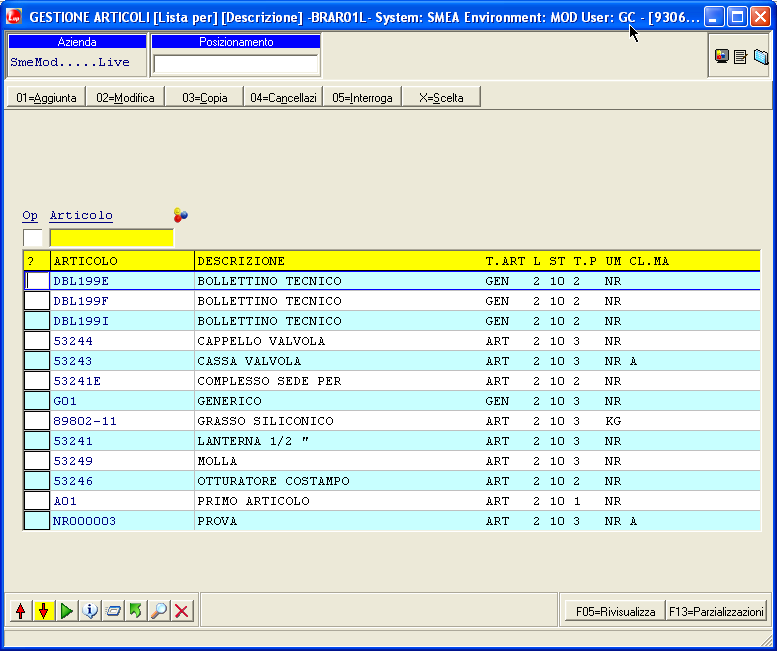 GESTIONE ARTICOLI [Lista per] [Descrizione] -BRAR01L- System: SMEA Environment: MOD User: GC - [9306...
Azienda
SmeMod.....Live
Posizionamento
01=Aggiunta 02=Modifica 03=Copia 04=Cancellazi 05=Interroga X=Scelta
Op Articolo
? ARTICOLO DESCRIZIONE T.ART L ST T.P UM CL.MA
DBL199E BOLLETTINO TECNICO GEN 2 10 2 NR
DBL199F BOLLETTINO TECNICO GEN 2 10 2 NR
DBL199I BOLLETTINO TECNICO GEN 2 10 2 NR
53244 CAPPELLO VALVOLA ART 2 10 3 NR
53243 CASSA VALVOLA ART 2 10 3 NR A
53241E COMPLESSO SEDE PER ART 2 10 2 NR
G01 GENERICO GEN 2 10 3 NR
89802-11 GRASSO SILICONICO ART 2 10 3 KG
53241 LANTERNA 1/2 " ART 2 10 3 NR
53249 MOLLA ART 2 10 3 NR
53246 OTTURATORE COSTAMPO ART 2 10 2 NR
A01 PRIMO ARTICOLO ART 2 10 1 NR
NR000003 PROVA ART 2 10 3 NR A
F05=Rivisualizza F13=Parzializzazioni